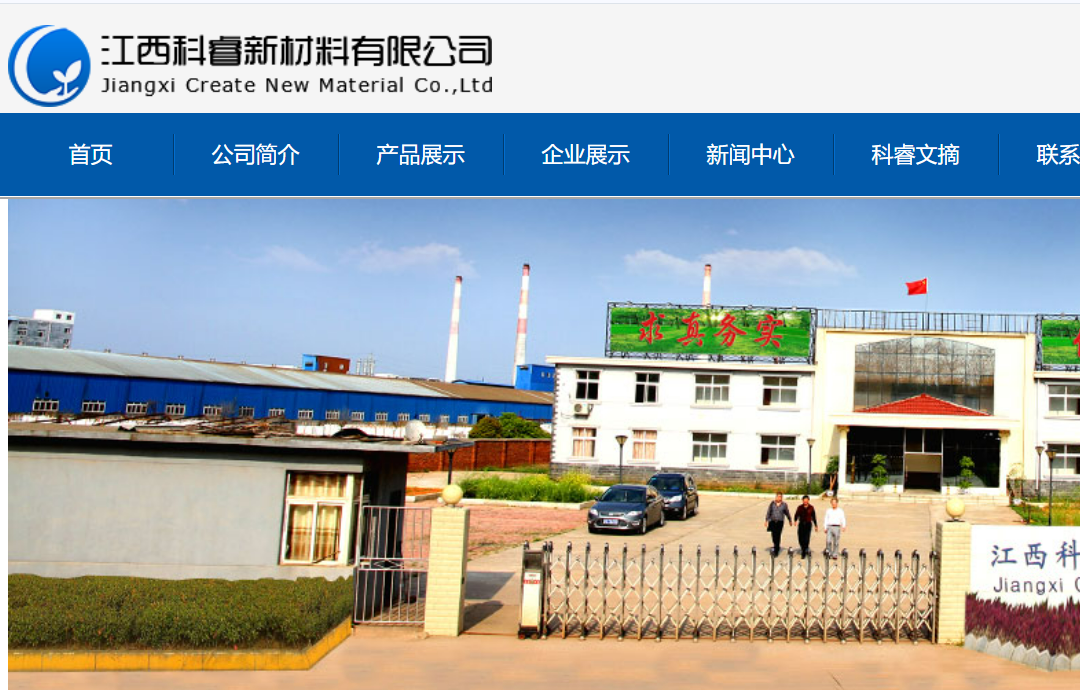 江西科睿新材料有限公司
Jiangxi Create New Material Co.,Ltd
首页 公司简介 产品展示 企业展示 新闻中心 科睿文摘 联系
求真务实
江西科
Jiangxi C